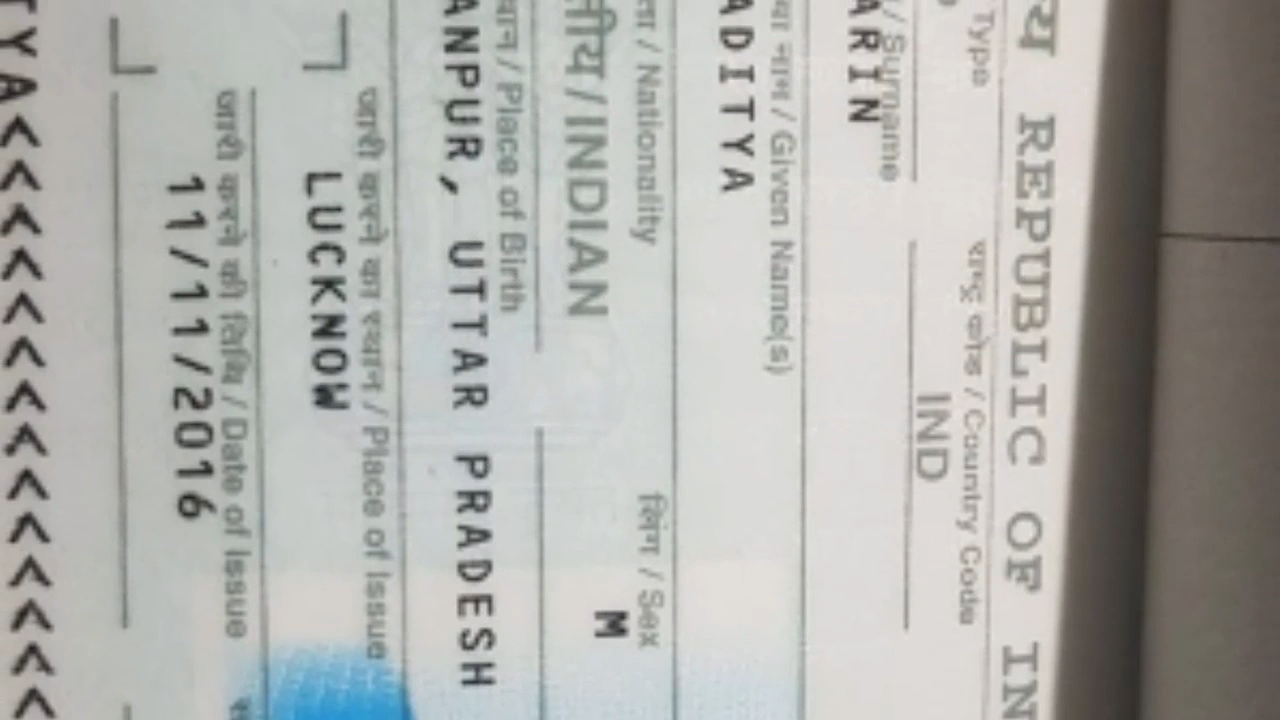 REPUBLIC OF IN
Type
राष्ट्र कोड / Country Code
IND
/ Surname
ARIN
नाम / Given Name(s)
ADITYA
/ Nationality
लिंग / Sex
/ INDIAN
M
/ Place of Birth
ANPUR, UTTAR PRADESH
जारी करने का स्थान / Place of Issue
LUCKNOW
जारी करने की तिथि / Date of Issue
11/11/2016
TYA<<<<<<<<<<<